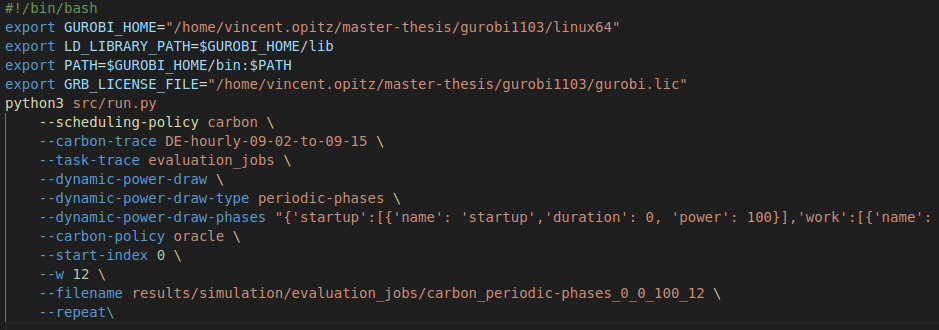 #!/bin/bash
export GUROBI_HOME="/home/vincent.opitz/master-thesis/gurobi1103/linux64"
export LD_LIBRARY_PATH=$GUROBI_HOME/lib
export PATH=$GUROBI_HOME/bin:$PATH
export GRB_LICENSE_FILE="/home/vincent.opitz/master-thesis/gurobi1103/gurobi.lic"
python3 src/run.py
    --scheduling-policy carbon \
    --carbon-trace DE-hourly-09-02-to-09-15 \
    --task-trace evaluation_jobs \
    --dynamic-power-draw \
    --dynamic-power-draw-type periodic-phases \
    --dynamic-power-draw-phases "{'startup':[{'name': 'startup','duration': 0, 'power': 100}],'work':[{'name':
    --carbon-policy oracle \
    --start-index 0 \
    --w 12 \
    --filename results/simulation/evaluation_jobs/carbon_periodic-phases_0_0_100_12 \
    --repeat\